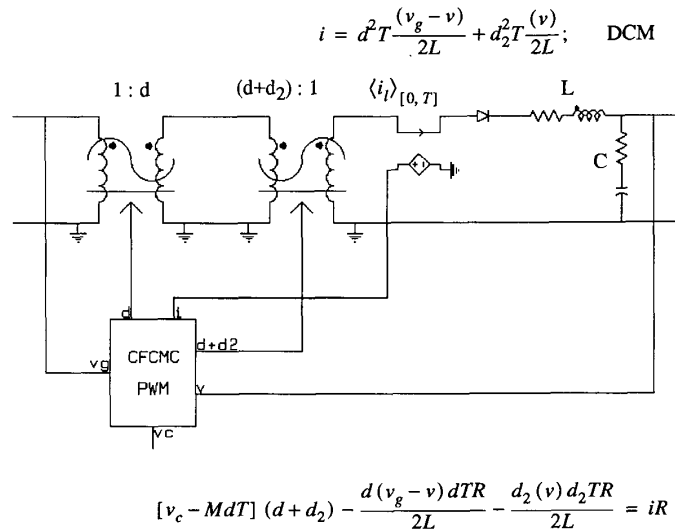 i = d²T (v_g − v)/2L + d₂²T (v)/2L ; DCM
1 : d (d+d₂) : 1 ⟨i_l⟩[0, T] L
C
+ -
d i
vg CFCMC d+d2
PWM v
vc
[v_c − MdT] (d + d₂) − d (v_g − v) dTR/2L − d₂ (v) d₂TR/2L = iR